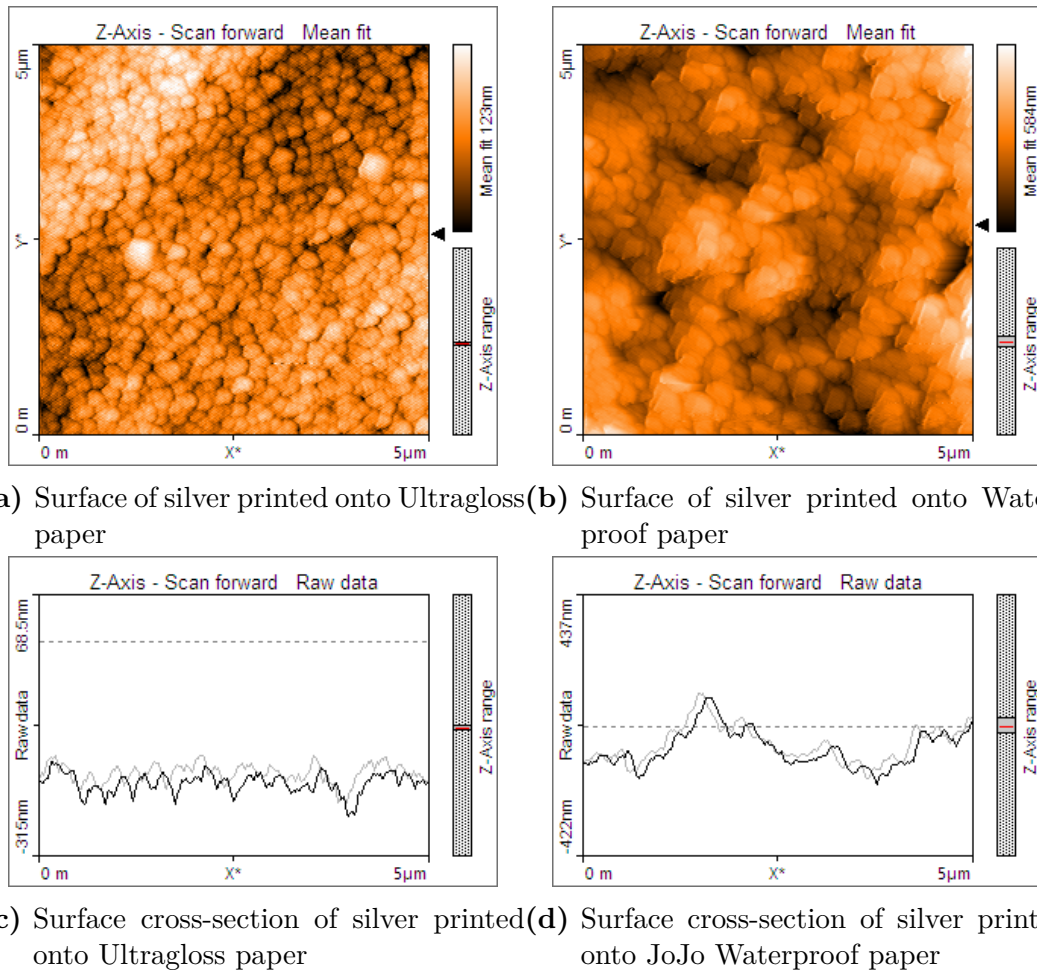 Z-Axis - Scan forward Mean fit
5µm
Y*
0 m
0 m X* 5µm
Mean fit 123nm
Z-Axis range
Z-Axis - Scan forward Mean fit
5µm
Y*
0 m
0 m X* 5µm
Mean fit 584nm
Z-Axis range
a) Surface of silver printed onto Ultragloss
paper
(b) Surface of silver printed onto Wate
proof paper
Z-Axis - Scan forward Raw data
68.5nm
Raw data
-315nm
0 m X* 5µm
Z-Axis range
Z-Axis - Scan forward Raw data
437nm
Raw data
-422nm
0 m X* 5µm
Z-Axis range
c) Surface cross-section of silver printed
onto Ultragloss paper
(d) Surface cross-section of silver print
onto JoJo Waterproof paper